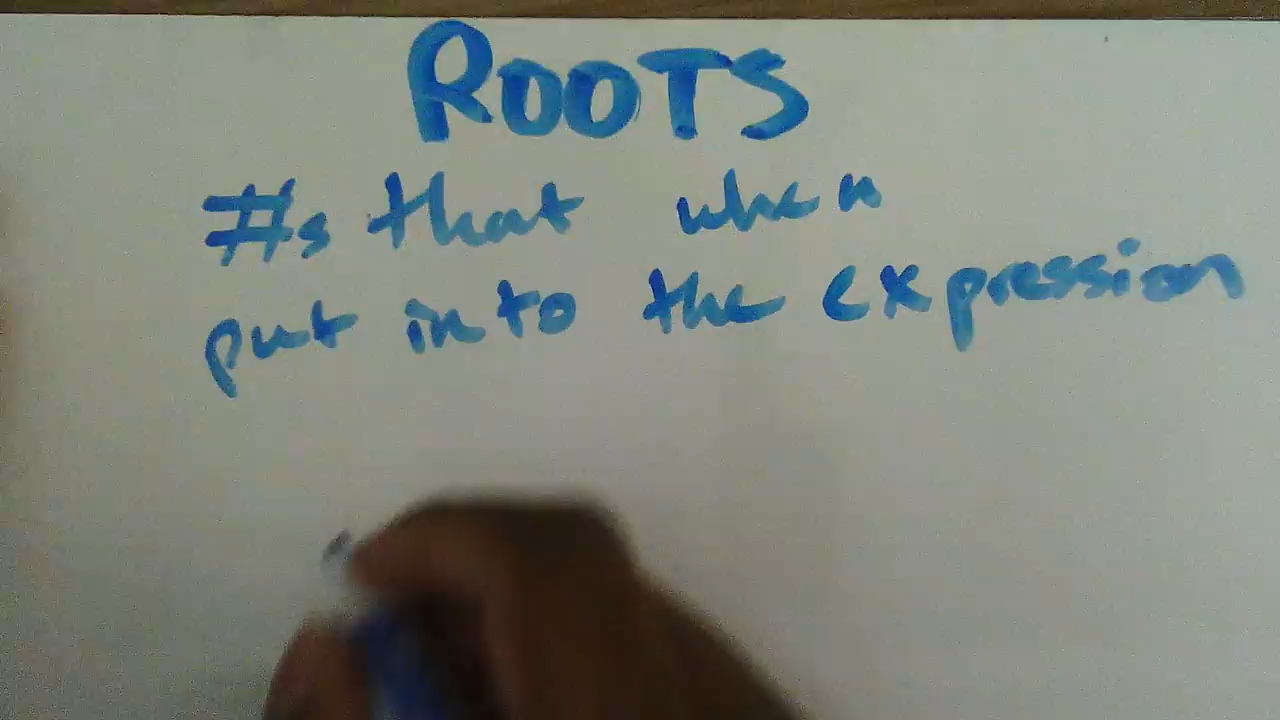 ROOTS
#s that when
put into the expression